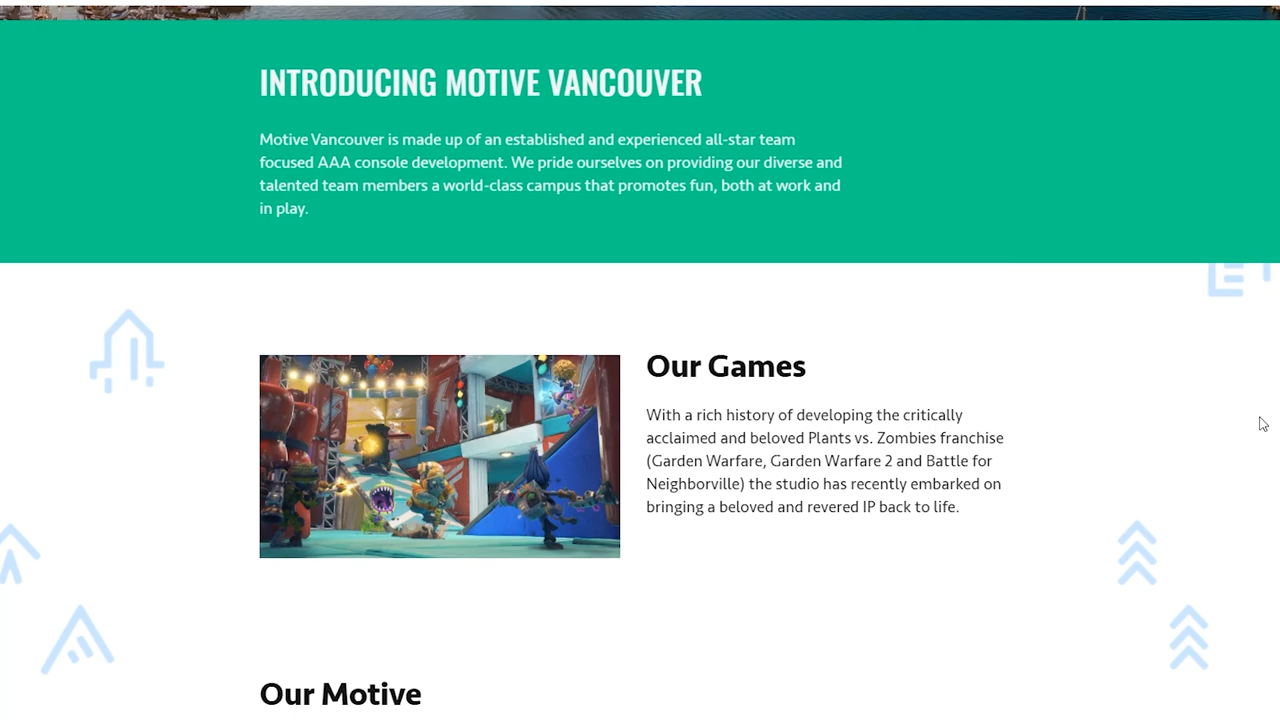 INTRODUCING MOTIVE VANCOUVER
Motive Vancouver is made up of an established and experienced all-star team
focused AAA console development. We pride ourselves on providing our diverse and
talented team members a world-class campus that promotes fun, both at work and
in play.
Our Games
With a rich history of developing the critically
acclaimed and beloved Plants vs. Zombies franchise
(Garden Warfare, Garden Warfare 2 and Battle for
Neighborville) the studio has recently embarked on
bringing a beloved and revered IP back to life.
Our Motive